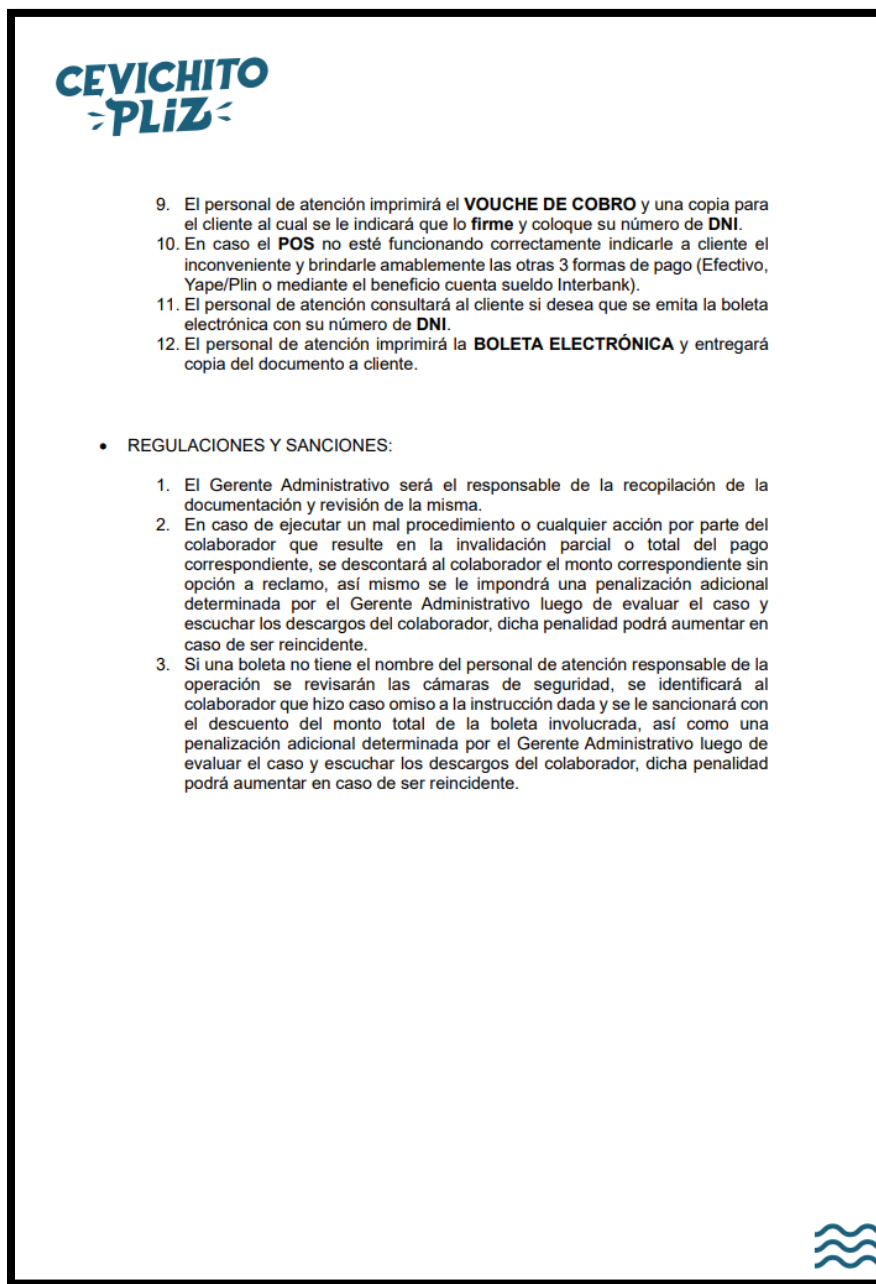 CEVICHITO
PLiZ
9. El personal de atención imprimirá el VOUCHE DE COBRO y una copia para
el cliente al cual se le indicará que lo firme y coloque su número de DNI.
10. En caso el POS no esté funcionando correctamente indicarle a cliente el
inconveniente y brindarle amablemente las otras 3 formas de pago (Efectivo,
Yape/Plin o mediante el beneficio cuenta sueldo Interbank).
11. El personal de atención consultará al cliente si desea que se emita la boleta
electrónica con su número de DNI.
12. El personal de atención imprimirá la BOLETA ELECTRÓNICA y entregará
copia del documento a cliente.
• REGULACIONES Y SANCIONES:
1. El Gerente Administrativo será el responsable de la recopilación de la
documentación y revisión de la misma.
2. En caso de ejecutar un mal procedimiento o cualquier acción por parte del
colaborador que resulte en la invalidación parcial o total del pago
correspondiente, se descontará al colaborador el monto correspondiente sin
opción a reclamo, así mismo se le impondrá una penalización adicional
determinada por el Gerente Administrativo luego de evaluar el caso y
escuchar los descargos del colaborador, dicha penalidad podrá aumentar en
caso de ser reincidente.
3. Si una boleta no tiene el nombre del personal de atención responsable de la
operación se revisarán las cámaras de seguridad, se identificará al
colaborador que hizo caso omiso a la instrucción dada y se le sancionará con
el descuento del monto total de la boleta involucrada, así como una
penalización adicional determinada por el Gerente Administrativo luego de
evaluar el caso y escuchar los descargos del colaborador, dicha penalidad
podrá aumentar en caso de ser reincidente.